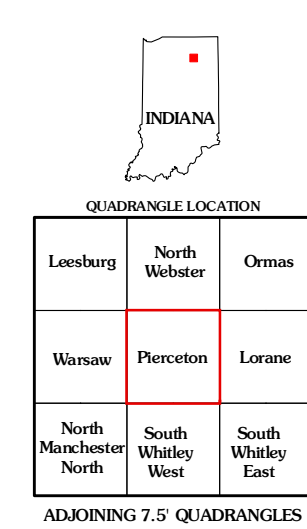 INDIANA
QUADRANGLE LOCATION
Leesburg
North
Webster
Ormas
Warsaw
Pierceton
Lorane
North
Manchester
North
South
Whitley
West
South
Whitley
East
ADJOINING 7.5' QUADRANGLES